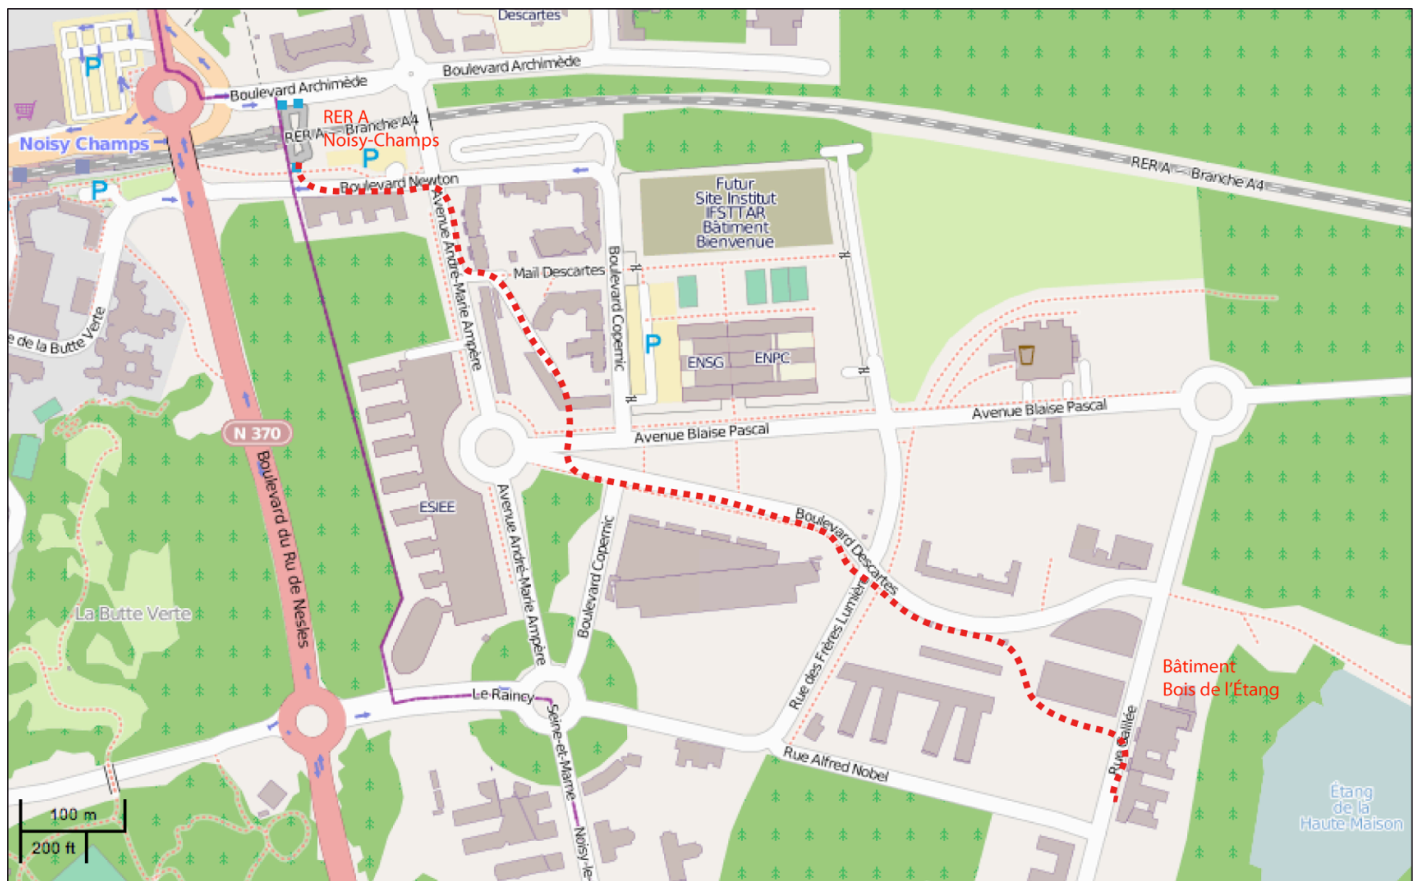 Descartes
P
Boulevard Archimède
Boulevard Archimède
RER A
Noisy-Champs
RER A - Branche A4
Noisy Champs
P
P
Boulevard Newton
RER A - Branche A4
Futur
Site Institut
IFSTTAR
Bâtiment
Bienvenue
Avenue André-Marie Ampère
Mail Descartes
Boulevard Copernic
e de la Butte Verte
P
ENSG
ENPC
Avenue Blaise Pascal
Avenue Blaise Pascal
N 370
Boulevard du Ru de Nesles
ESIEE
Avenue André-Marie Ampère
Boulevard Copernic
Boulevard Descartes
La Butte Verte
Rue des Frères Lumière
Bâtiment
Bois de l'Étang
Le Raincy
Seine-et-Marne
Noisy-le-
Rue Galilée
Rue Alfred Nobel
Étang
de la
Haute Maison
100 m
200 ft